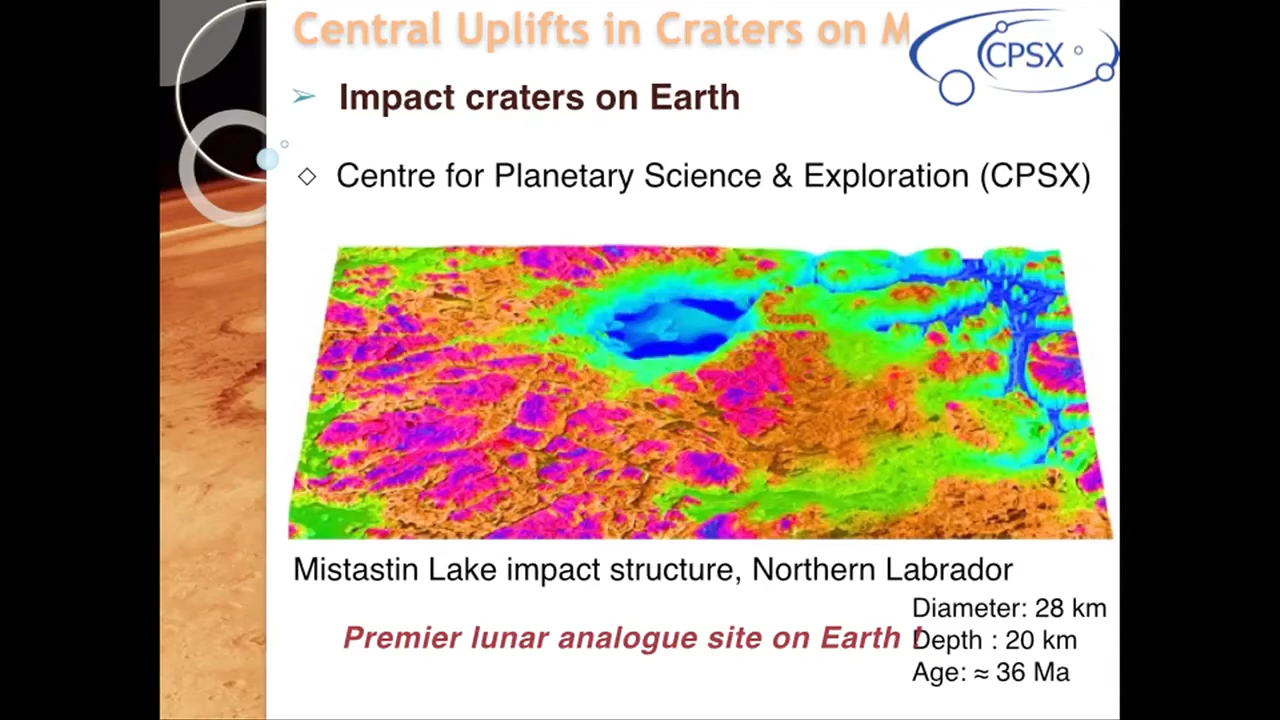 Central Uplifts in Craters on M
CPSX
Impact craters on Earth
Centre for Planetary Science & Exploration (CPSX)
Mistastin Lake impact structure, Northern Labrador
Diameter: 28 km
Premier lunar analogue site on Earth !
Depth : 20 km
Age: ≈ 36 Ma